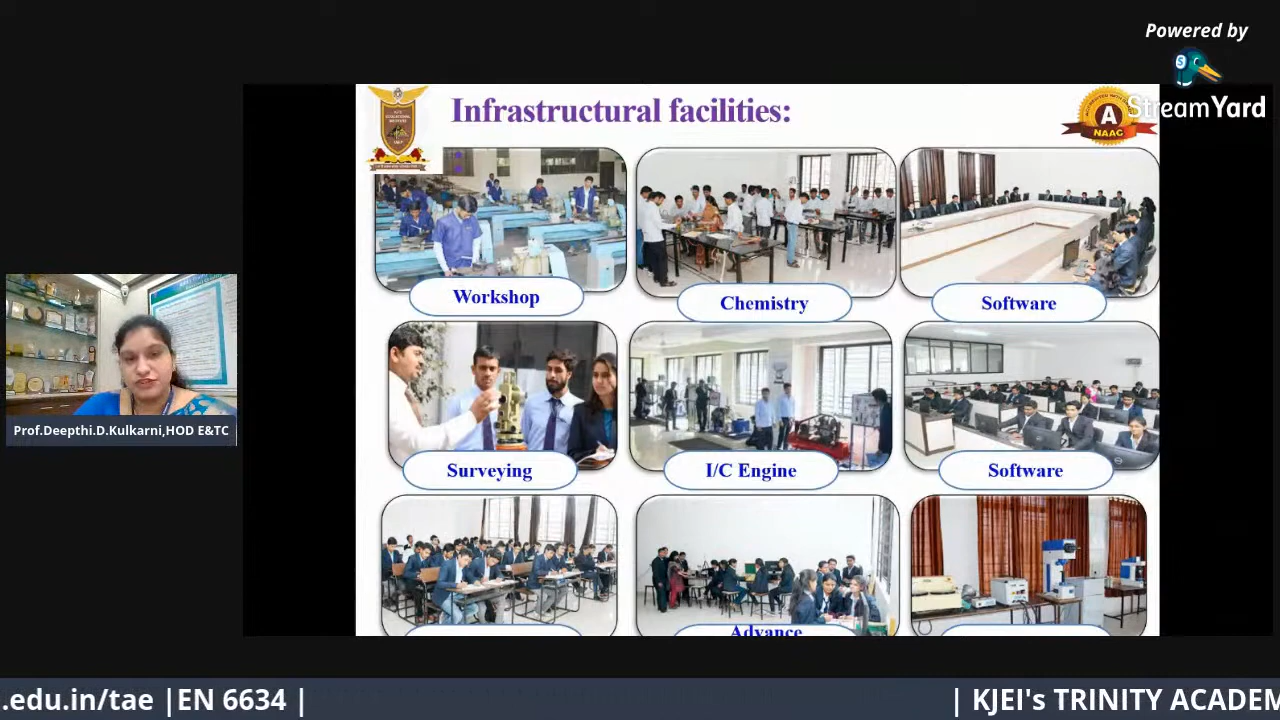 Powered by
StreamYard
Infrastructural facilities:
A
NAAC
Workshop
Chemistry
Software
Surveying
I/C Engine
Software
Advance
Prof.Deepthi.D.Kulkarni,HOD E&TC
.edu.in/tae |EN 6634 |
| KJEI's TRINITY ACADEM